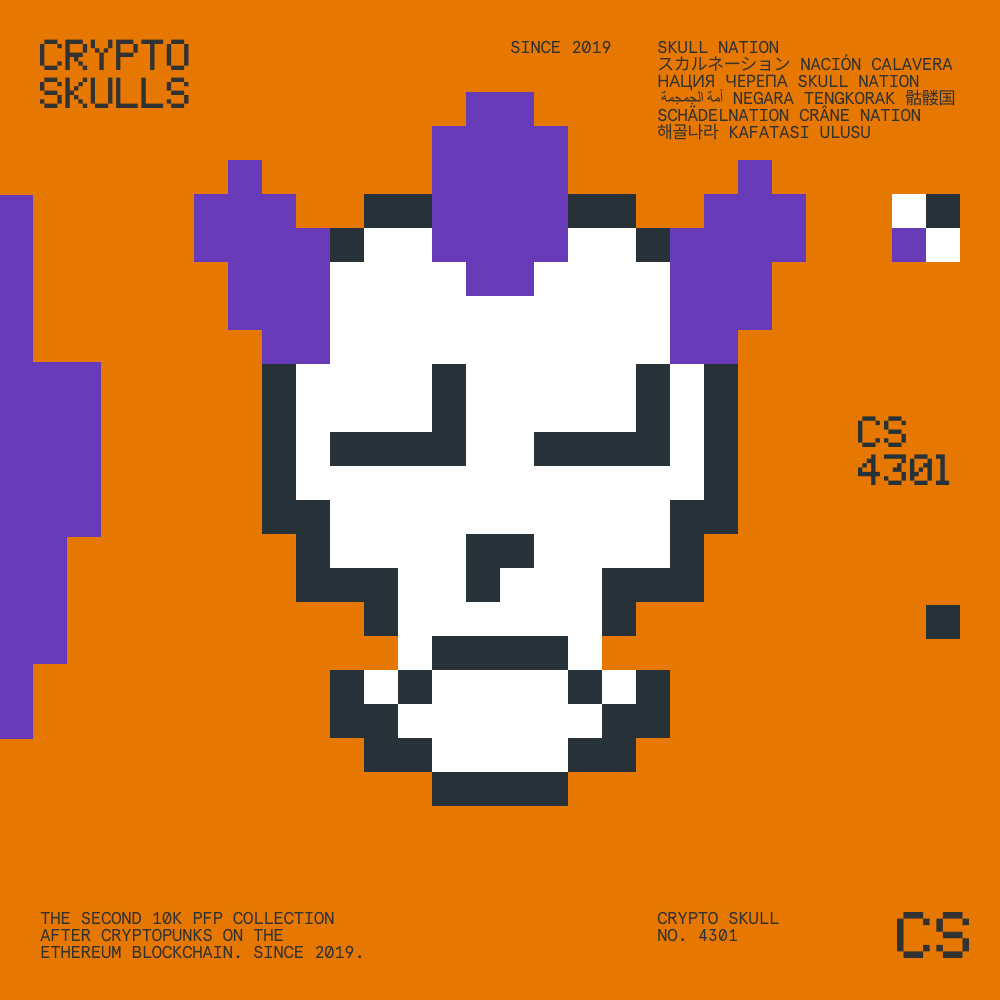 CRYPTO
SKULLS
SINCE 2019
SKULL NATION
スカルネーション NACIÓN CALAVERA
НАЦИЯ ЧЕРЕПА SKULL NATION
أمة الجمجمة NEGARA TENGKORAK 骷髅国
SCHÄDELNATION CRÂNE NATION
해골나라 KAFATASI ULUSU
CS
4301
THE SECOND 10K PFP COLLECTION
AFTER CRYPTOPUNKS ON THE
ETHEREUM BLOCKCHAIN. SINCE 2019.
CRYPTO SKULL
NO. 4301
CS